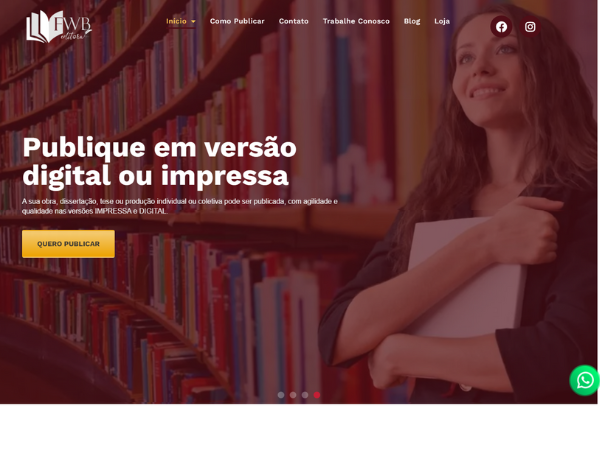 FWB
editora
Início
Como Publicar
Contato
Trabalhe Conosco
Blog
Loja
Publique em versão
digital ou impressa
A sua obra, dissertação, tese ou produção individual ou coleliva pode ser publicada, com agilidade e
qualidade nas versões IMPRESSA e DIGITAL.
QUERO PUBLICAR